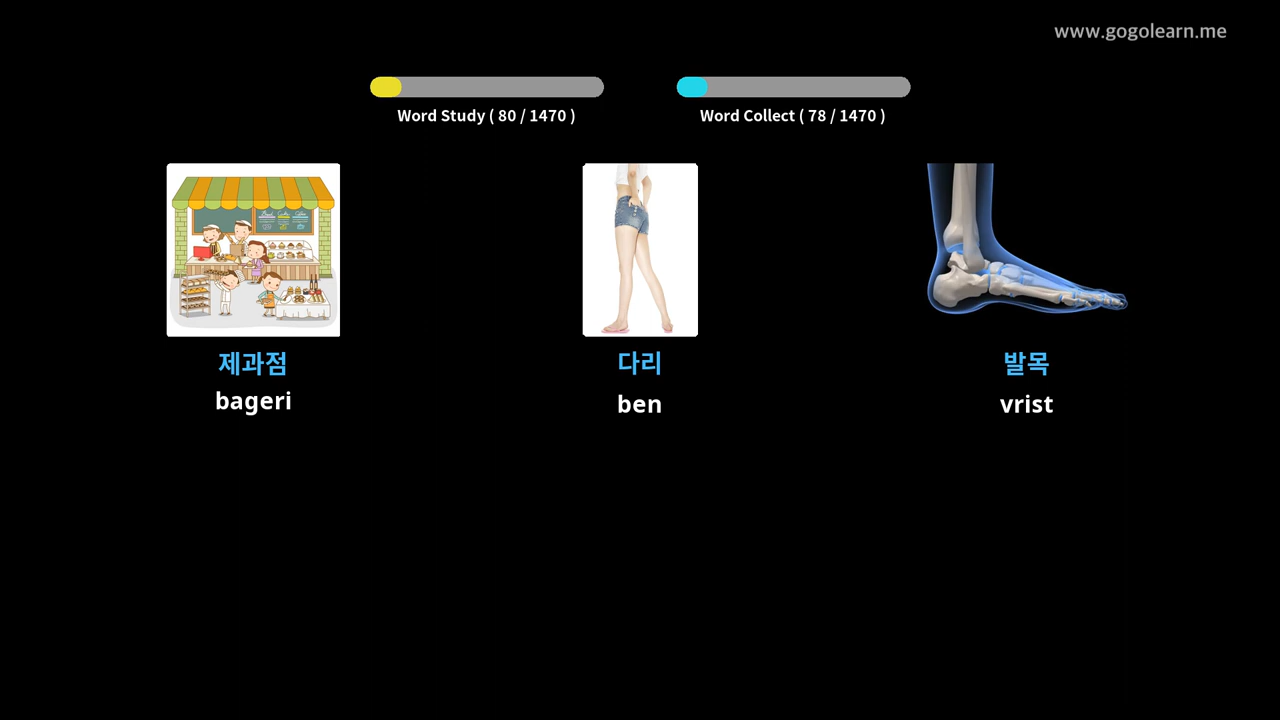 www.gogolearn.me
Word Study ( 80 / 1470 )
Word Collect ( 78 / 1470 )
제과점
bageri
다리
ben
발목
vrist